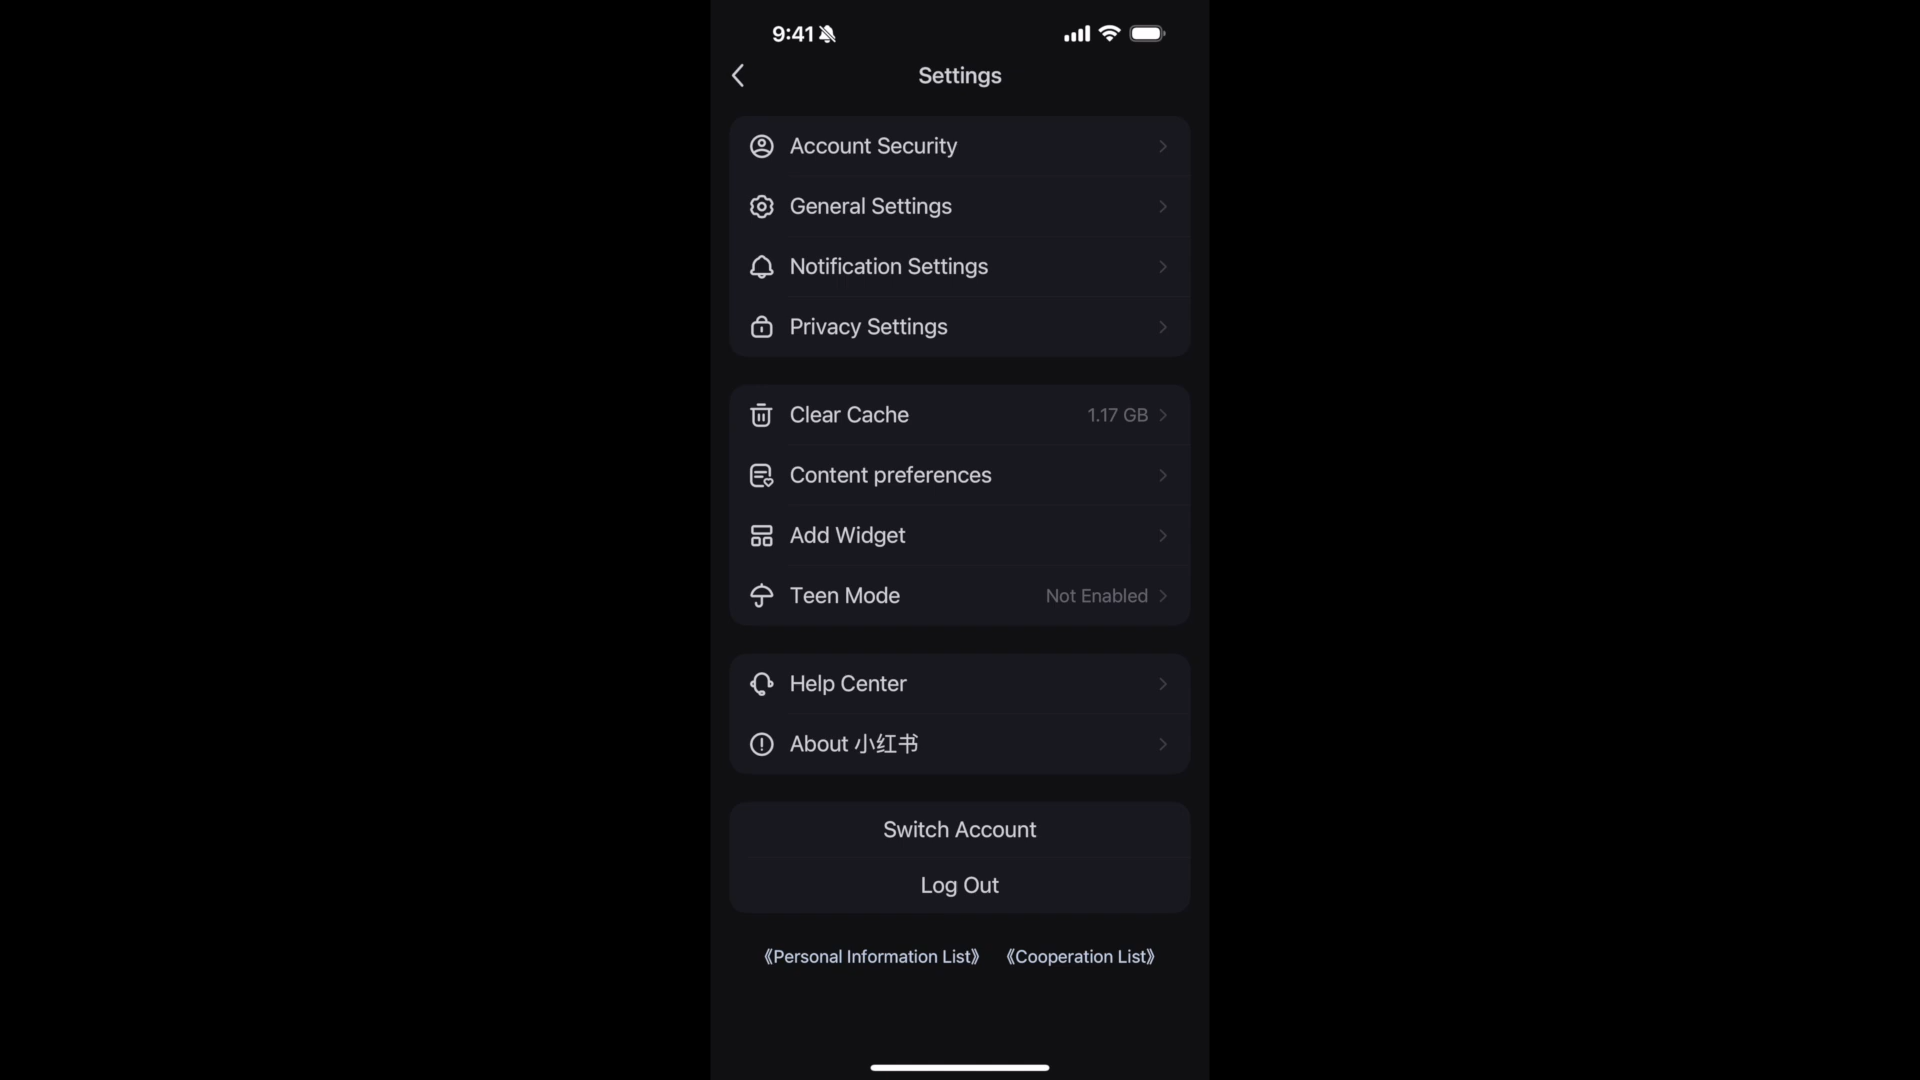 9:41
Settings
Account Security
General Settings
Notification Settings
Privacy Settings
Clear Cache 1.17 GB
Content preferences
Add Widget
Teen Mode Not Enabled
Help Center
About 小红书
Switch Account
Log Out
《Personal Information List》 《Cooperation List》